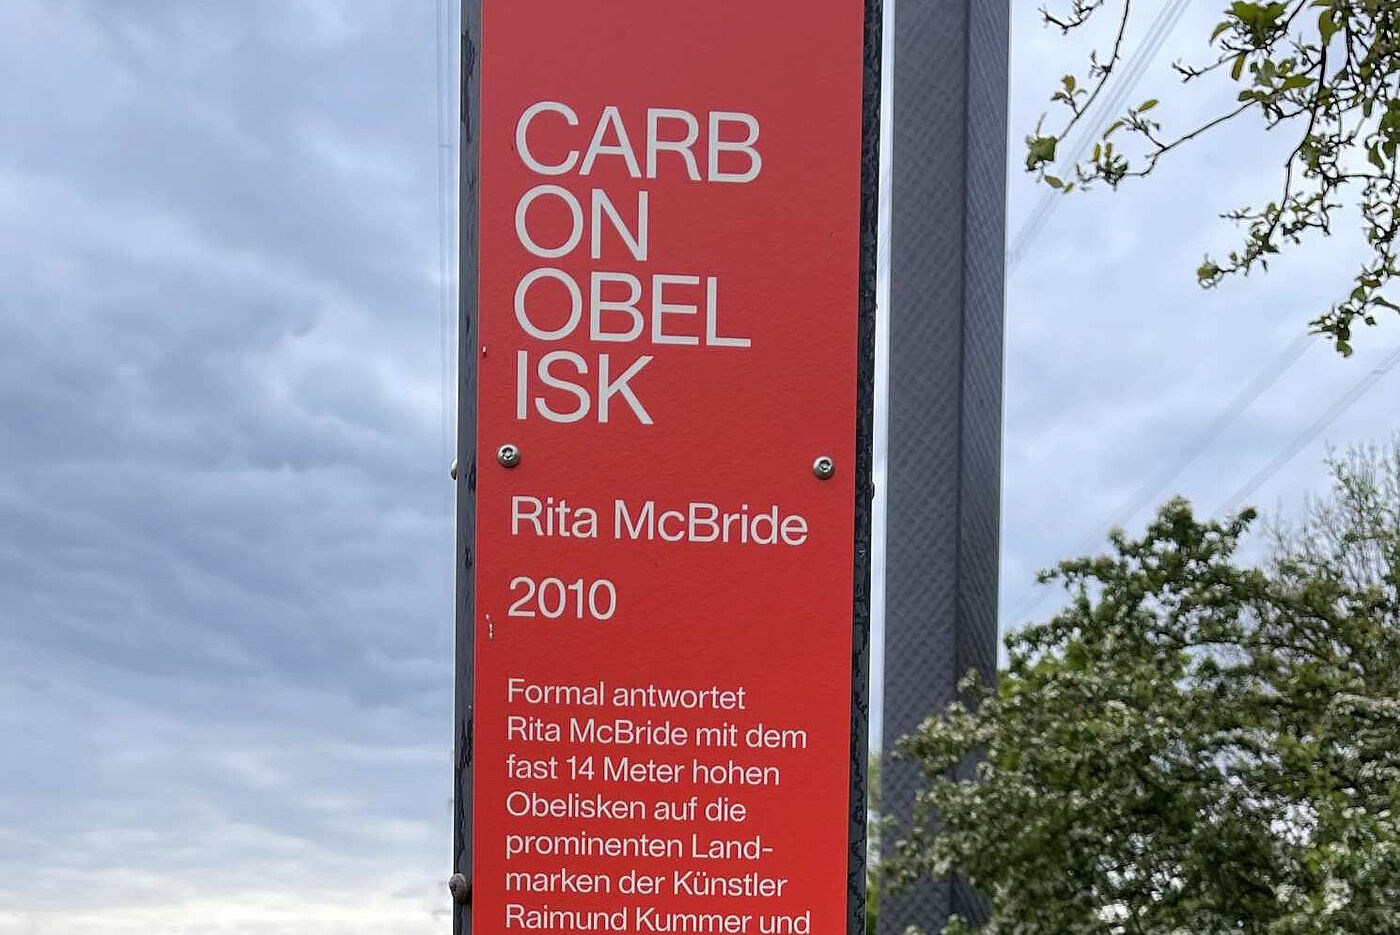 CARB
ON
OBEL
ISK
Rita McBride
2010
Formal antwortet
Rita McBride mit dem
fast 14 Meter hohen
Obelisken auf die
prominenten Land-
marken der Künstler
Raimund Kummer und